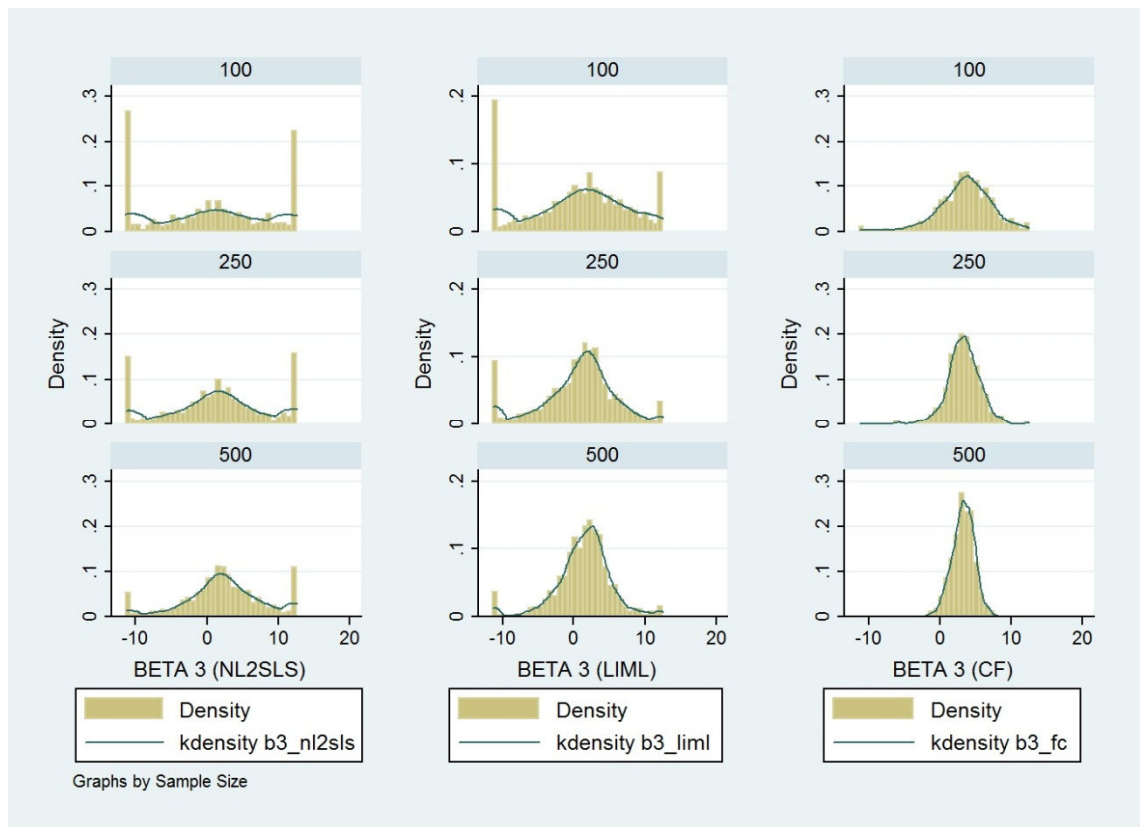 100
100
100
.3
.2
.1
0
.2
.1
0
.3
.2
.1
0
250
250
250
Density
.3
.2
.1
0
Density
.2
.1
0
Density
.3
.2
.1
0
500
500
500
.3
.2
.1
0
.2
.1
0
.3
.2
.1
0
-10 0 10 20
-10 0 10 20
-10 0 10 20
BETA 3 (NL2SLS)
BETA 3 (LIML)
BETA 3 (CF)
Density
kdensity b3_nl2sls
Density
kdensity b3_liml
Density
kdensity b3_fc
Graphs by Sample Size